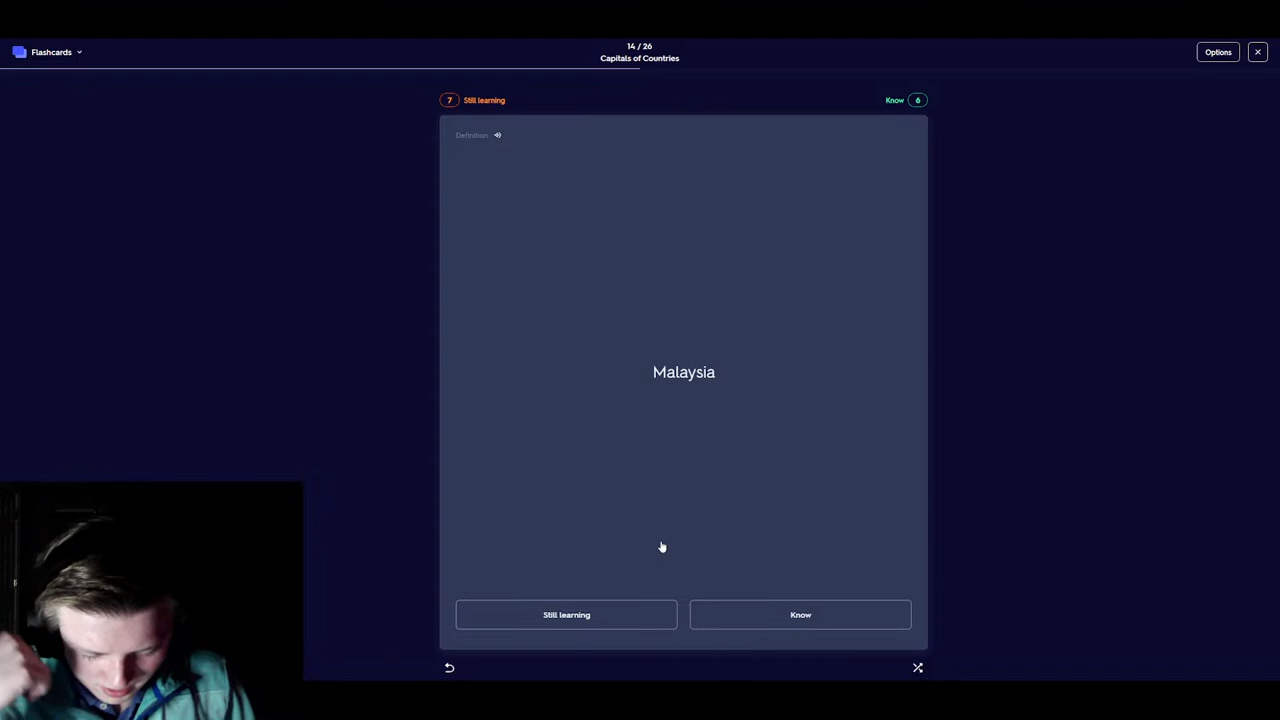 Flashcards
14 / 26
Capitals of Countries
Options
7 Still learning
Know 6
Definition
Malaysia
Still learning
Know